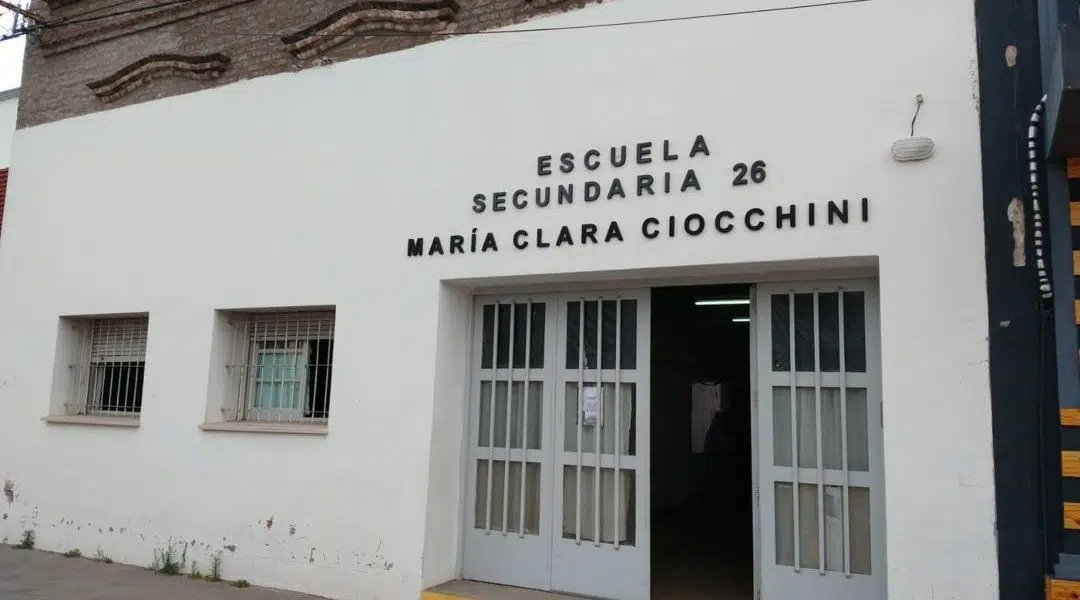 ESCUELA
SECUNDARIA 26
MARÍA CLARA CIOCCHINI